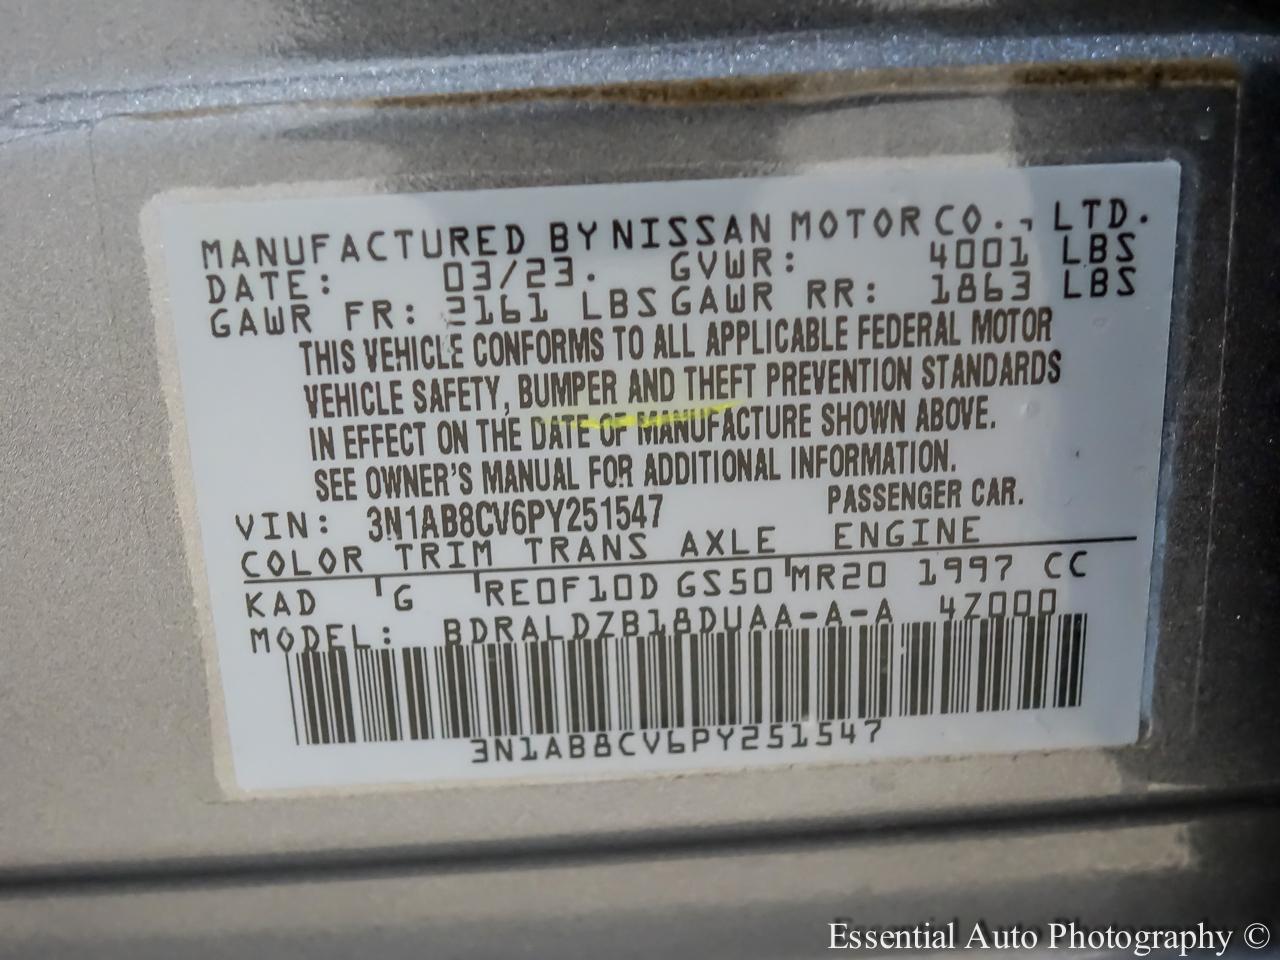 MANUFACTURED BY NISSAN MOTOR CO., LTD.
DATE: 03/23. GVWR: 4001 LBS
GAWR FR: 2161 LBS GAWR RR: 1863 LBS
THIS VEHICLE CONFORMS TO ALL APPLICABLE FEDERAL MOTOR
VEHICLE SAFETY, BUMPER AND THEFT PREVENTION STANDARDS
IN EFFECT ON THE DATE OF MANUFACTURE SHOWN ABOVE.
SEE OWNER'S MANUAL FOR ADDITIONAL INFORMATION.
VIN: 3N1AB8CV6PY251547 PASSENGER CAR.
COLOR TRIM TRANS AXLE ENGINE
KAD G RE0F10D GS50 MR20 1997 CC
MODEL: BDRALDZB18DUAA-A-A 4Z000
3N1AB8CV6PY251547
Essential Auto Photography ©